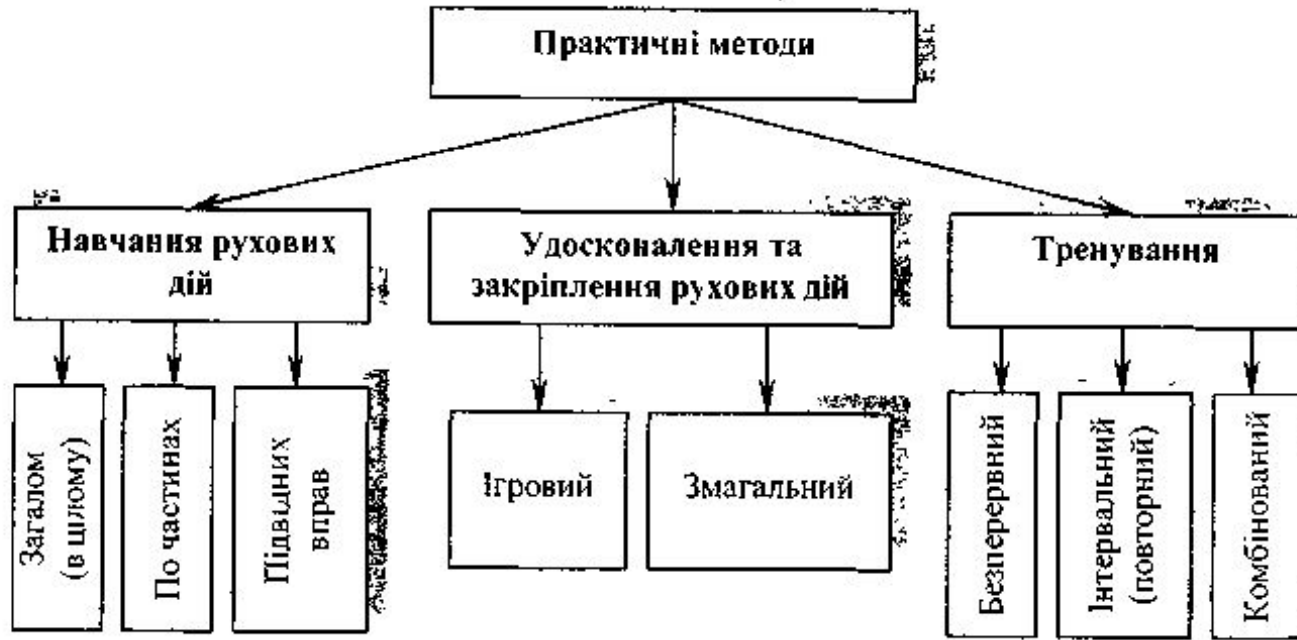 Практичні методи
Навчання рухових
дій
Удосконалення та
закріплення рухових дій
Тренування
Загалом
(в цілому)
По частинах
Підвідних
вправ
Ігровий
Змагальний
Безперервний
Інтервальний
(повторний)
Комбінований